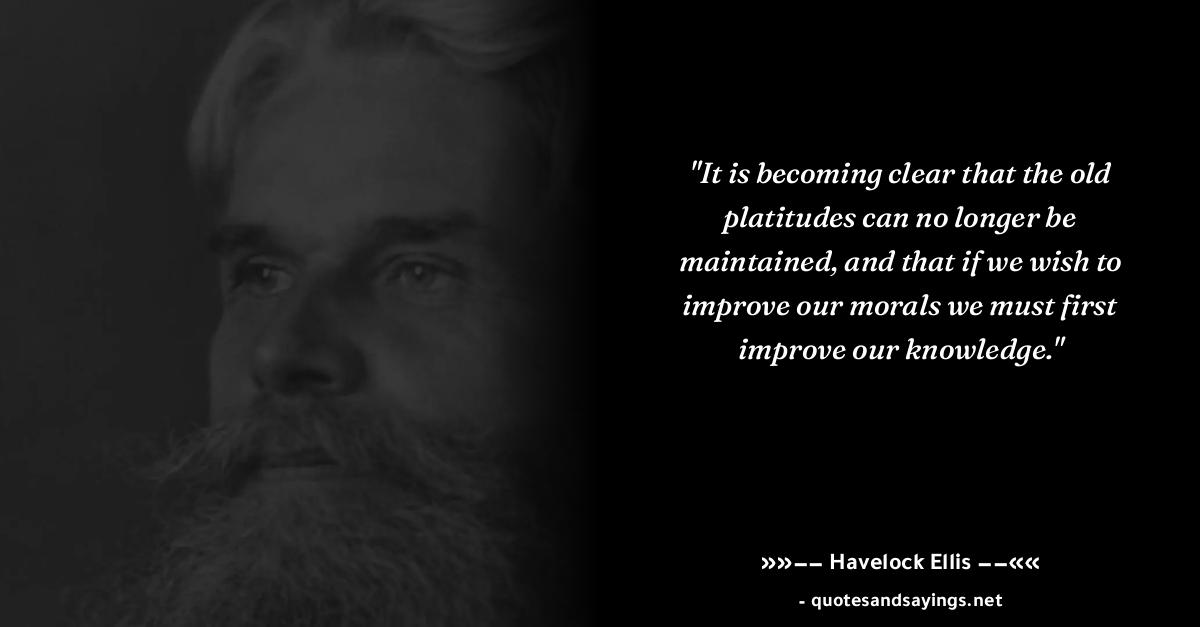 "It is becoming clear that the old
platitudes can no longer be
maintained, and that if we wish to
improve our morals we must first
improve our knowledge."
»»−− Havelock Ellis −−««
- quotesandsayings.net